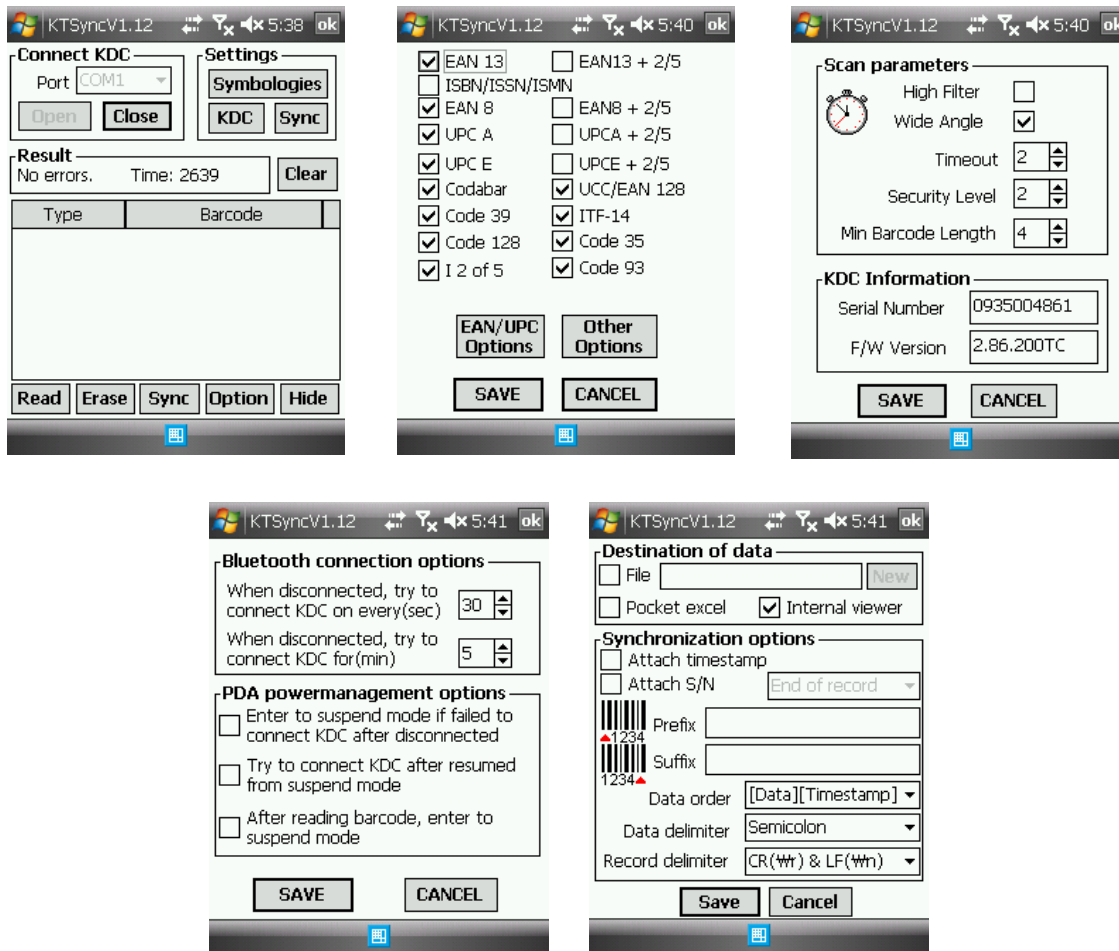 KTSyncV1.12 5:38 ok
Connect KDC
Port COM1
Open Close
Settings
Symbologies
KDC Sync
Result
No errors. Time: 2639
Clear
Type Barcode
Read Erase Sync Option Hide
KTSyncV1.12 5:40 ok
EAN 13 EAN13 + 2/5
ISBN/ISSN/ISMN
EAN 8 EAN8 + 2/5
UPC A UPCA + 2/5
UPC E UPCE + 2/5
Codabar UCC/EAN 128
Code 39 ITF-14
Code 128 Code 35
I 2 of 5 Code 93
EAN/UPC Options
Other Options
SAVE CANCEL
KTSyncV1.12 5:40 ok
Scan parameters
High Filter
Wide Angle
Timeout 2
Security Level 2
Min Barcode Length 4
KDC Information
Serial Number 0935004861
F/W Version 2.86.200TC
SAVE CANCEL
KTSyncV1.12 5:41 ok
Bluetooth connection options
When disconnected, try to
connect KDC on every(sec) 30
When disconnected, try to
connect KDC for(min) 5
PDA powermanagement options
Enter to suspend mode if failed to
connect KDC after disconnected
Try to connect KDC after resumed
from suspend mode
After reading barcode, enter to
suspend mode
SAVE CANCEL
KTSyncV1.12 5:41 ok
Destination of data
File New
Pocket excel Internal viewer
Synchronization options
Attach timestamp
Attach S/N End of record
1234 Prefix
1234 Suffix
Data order [Data][Timestamp]
Data delimiter Semicolon
Record delimiter CR(₩r) & LF(₩n)
Save Cancel